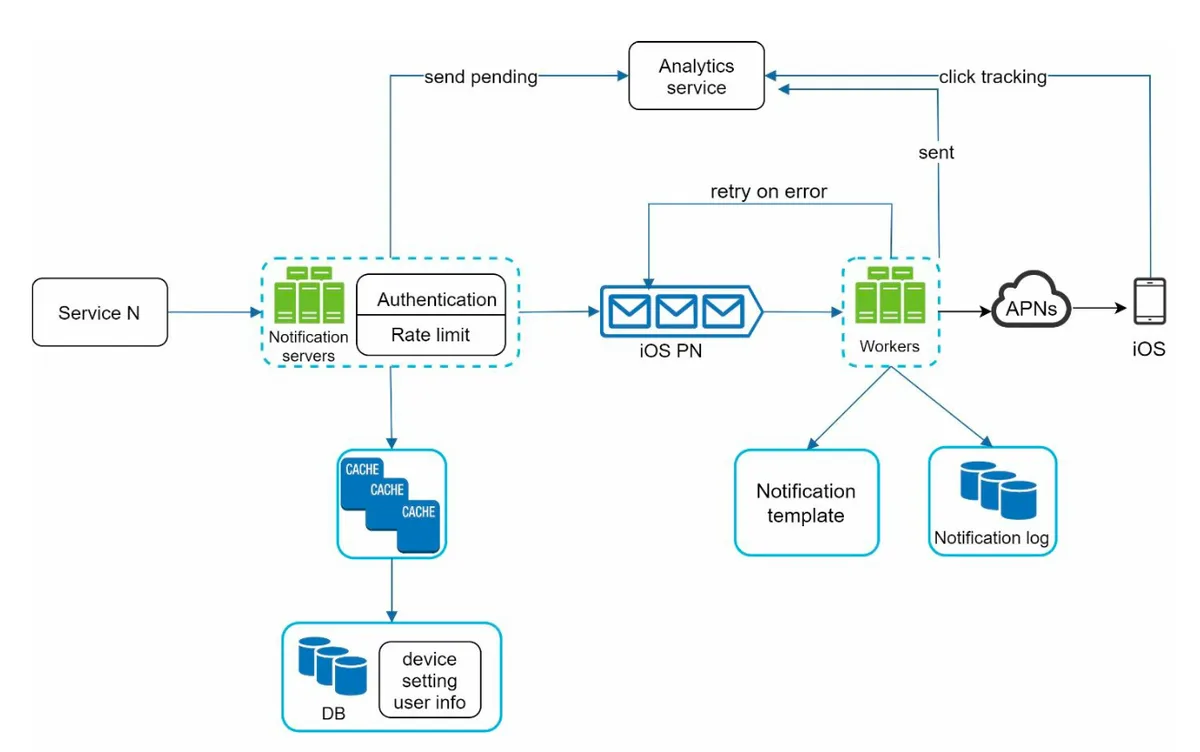 Analytics
service
send pending
click tracking
sent
retry on error
Service N
Notification
servers
Authentication
Rate limit
iOS PN
Workers
APNs
iOS
CACHE
CACHE
CACHE
Notification
template
Notification log
DB
device
setting
user info